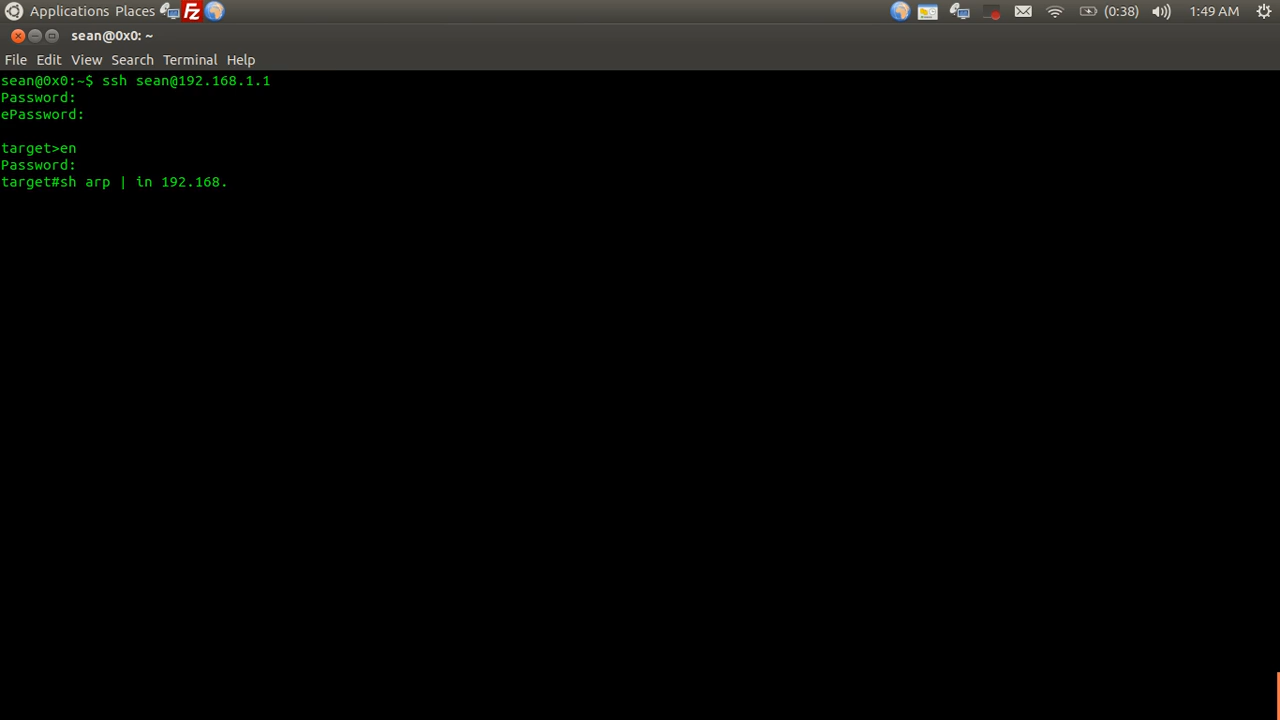 Applications Places (0:38) 1:49 AM
sean@0x0: ~
File Edit View Search Terminal Help
sean@0x0:~$ ssh sean@192.168.1.1
Password:
ePassword:
target>en
Password:
target#sh arp | in 192.168.